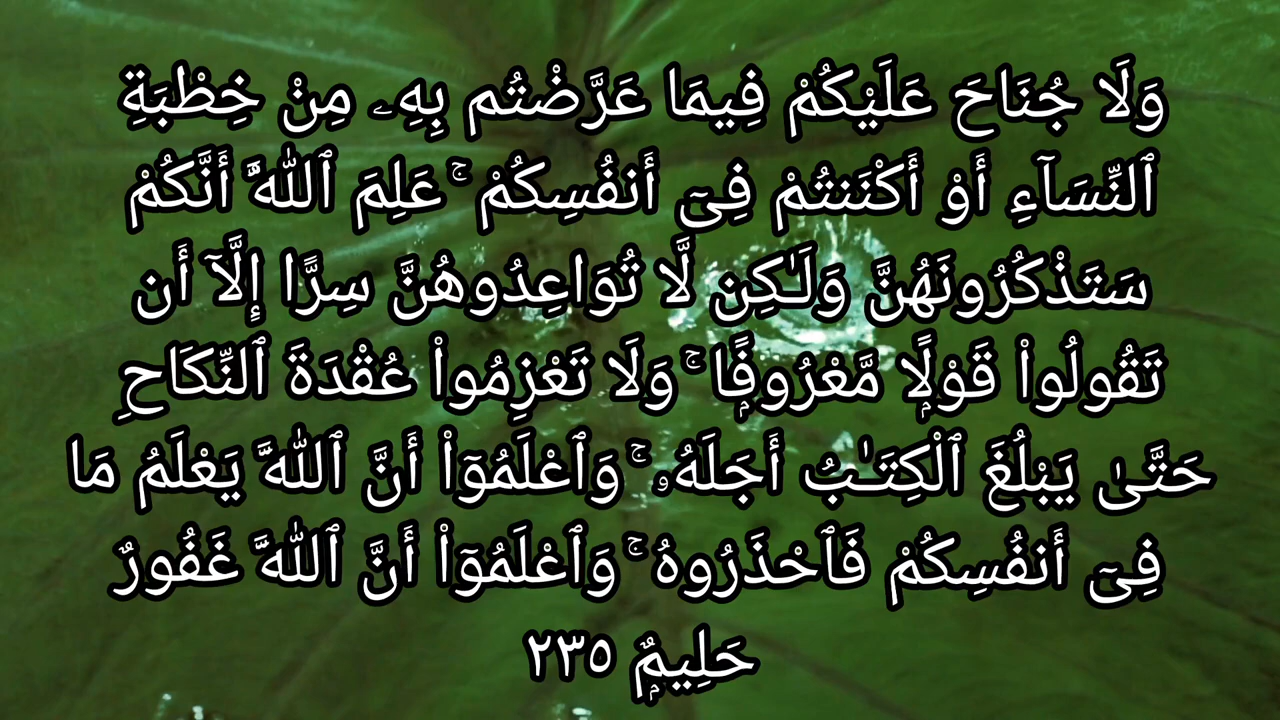 وَلَا جُنَاحَ عَلَيْكُمْ فِيمَا عَرَّضْتُم بِهِۦ مِنْ خِطْبَةِ
ٱلنِّسَآءِ أَوْ أَكْنَنتُمْ فِىٓ أَنفُسِكُمْ ۚ عَلِمَ ٱللَّهُ أَنَّكُمْ
سَتَذْكُرُونَهُنَّ وَلَـٰكِن لَّا تُوَاعِدُوهُنَّ سِرًّا إِلَّآ أَن
تَقُولُوا۟ قَوْلًۭا مَّعْرُوفًۭا ۚ وَلَا تَعْزِمُوا۟ عُقْدَةَ ٱلنِّكَاحِ
حَتَّىٰ يَبْلُغَ ٱلْكِتَـٰبُ أَجَلَهُۥ ۚ وَٱعْلَمُوٓا۟ أَنَّ ٱللَّهَ يَعْلَمُ مَا
فِىٓ أَنفُسِكُمْ فَٱحْذَرُوهُ ۚ وَٱعْلَمُوٓا۟ أَنَّ ٱللَّهَ غَفُورٌ
حَلِيمٌۭ ٢٣٥